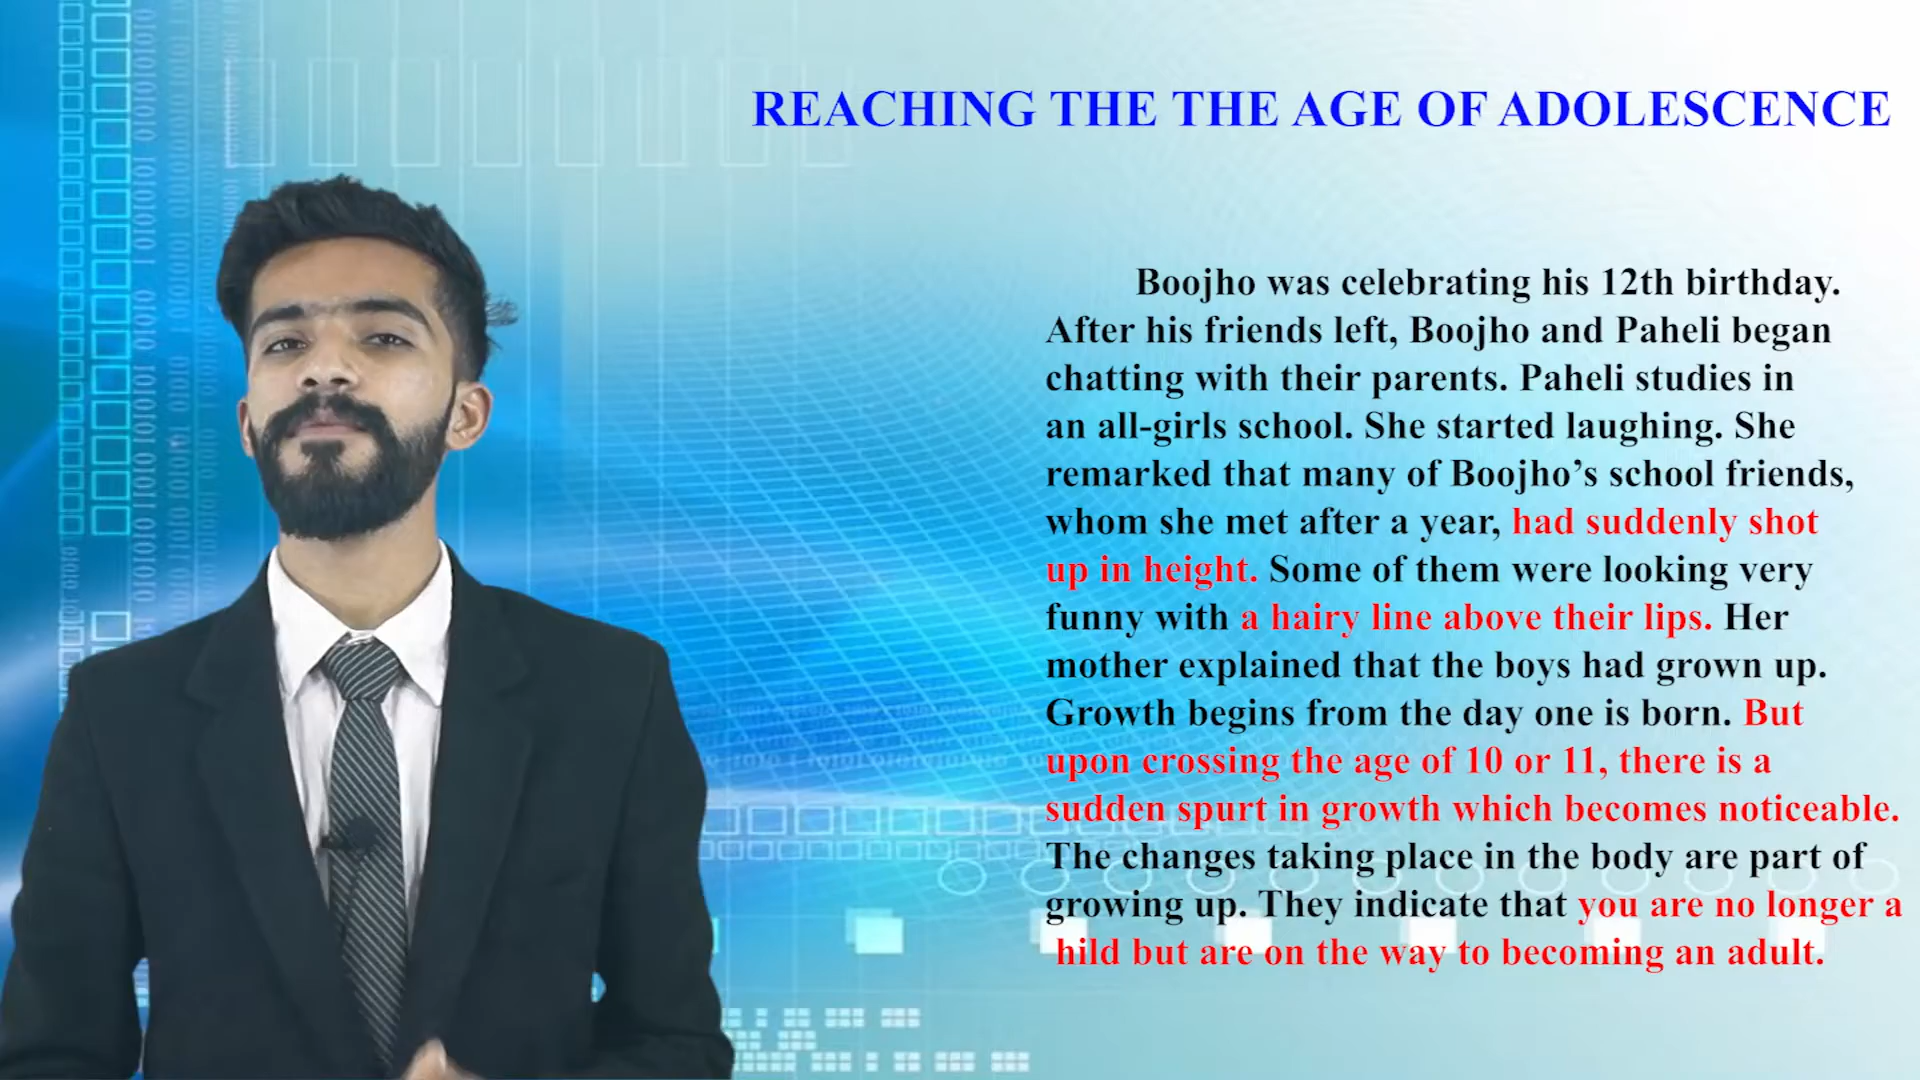 REACHING THE THE AGE OF ADOLESCENCE
Boojho was celebrating his 12th birthday.
After his friends left, Boojho and Paheli began
chatting with their parents. Paheli studies in
an all-girls school. She started laughing. She
remarked that many of Boojho’s school friends,
whom she met after a year, had suddenly shot
up in height. Some of them were looking very
funny with a hairy line above their lips. Her
mother explained that the boys had grown up.
Growth begins from the day one is born. But
upon crossing the age of 10 or 11, there is a
sudden spurt in growth which becomes noticeable.
The changes taking place in the body are part of
growing up. They indicate that you are no longer a
hild but are on the way to becoming an adult.